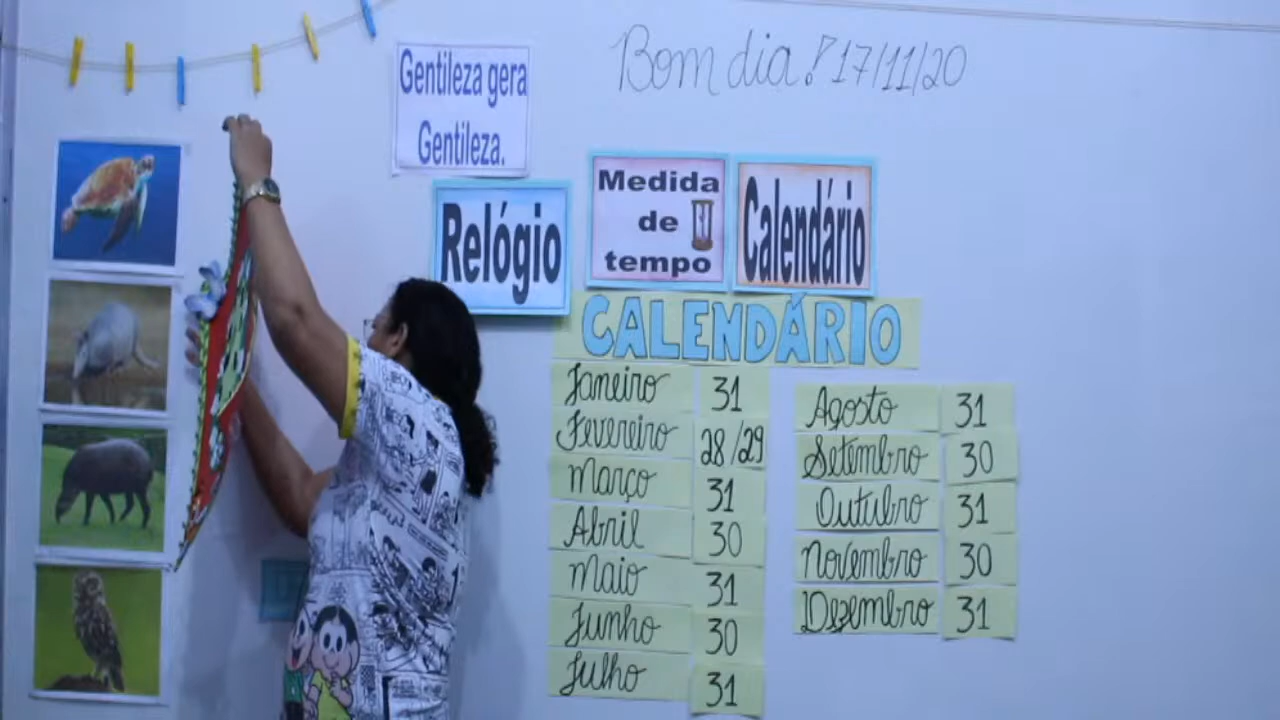 Bom dia! 17/11/20
Gentileza gera
Gentileza.
Relógio
Medida
de
tempo
Calendário
CALENDÁRIO
Janeiro 31
Fevereiro 28/29
Março 31
Abril 30
Maio 31
Junho 30
Julho 31
Agosto 31
Setembro 30
Outubro 31
Novembro 30
Dezembro 31